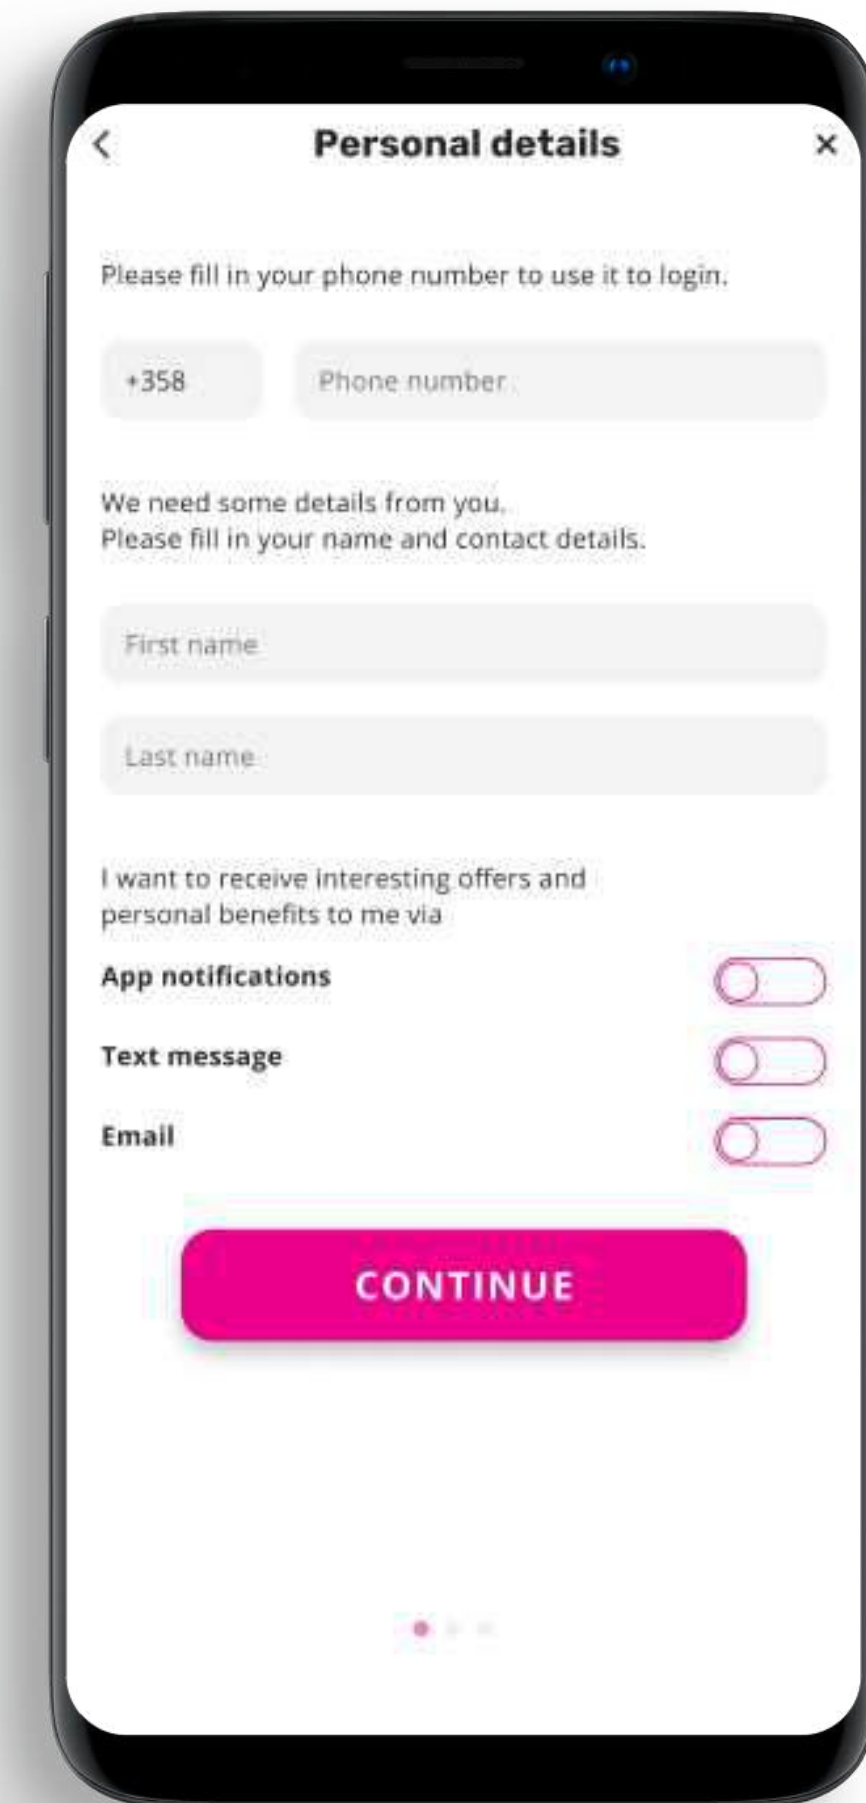 Personal details
Please fill in your phone number to use it to login.
+358
Phone number
We need some details from you.
Please fill in your name and contact details.
First name
Last name
I want to receive interesting offers and
personal benefits to me via
App notifications
Text message
Email
CONTINUE